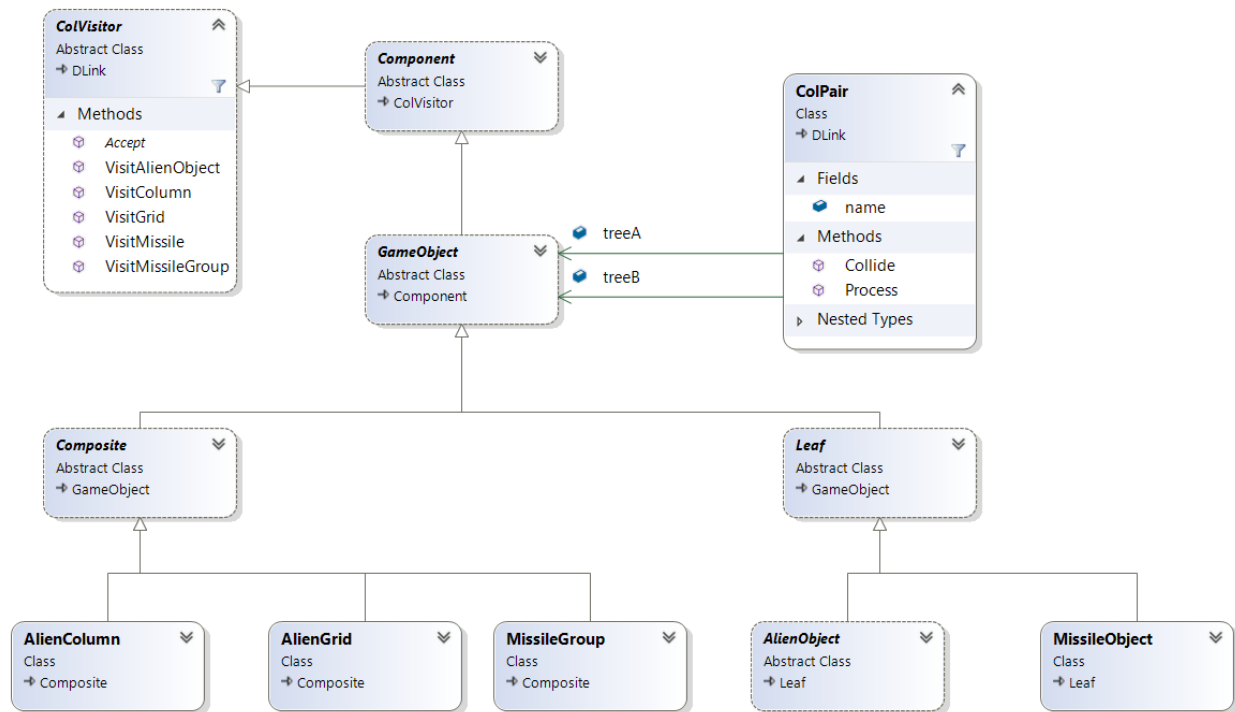 ColVisitor
Abstract Class
DLink
Methods
Accept
VisitAlienObject
VisitColumn
VisitGrid
VisitMissile
VisitMissileGroup
Component
Abstract Class
ColVisitor
ColPair
Class
DLink
Fields
name
Methods
Collide
Process
Nested Types
treeA
treeB
GameObject
Abstract Class
Component
Composite
Abstract Class
GameObject
Leaf
Abstract Class
GameObject
AlienColumn
Class
Composite
AlienGrid
Class
Composite
MissileGroup
Class
Composite
AlienObject
Abstract Class
Leaf
MissileObject
Class
Leaf